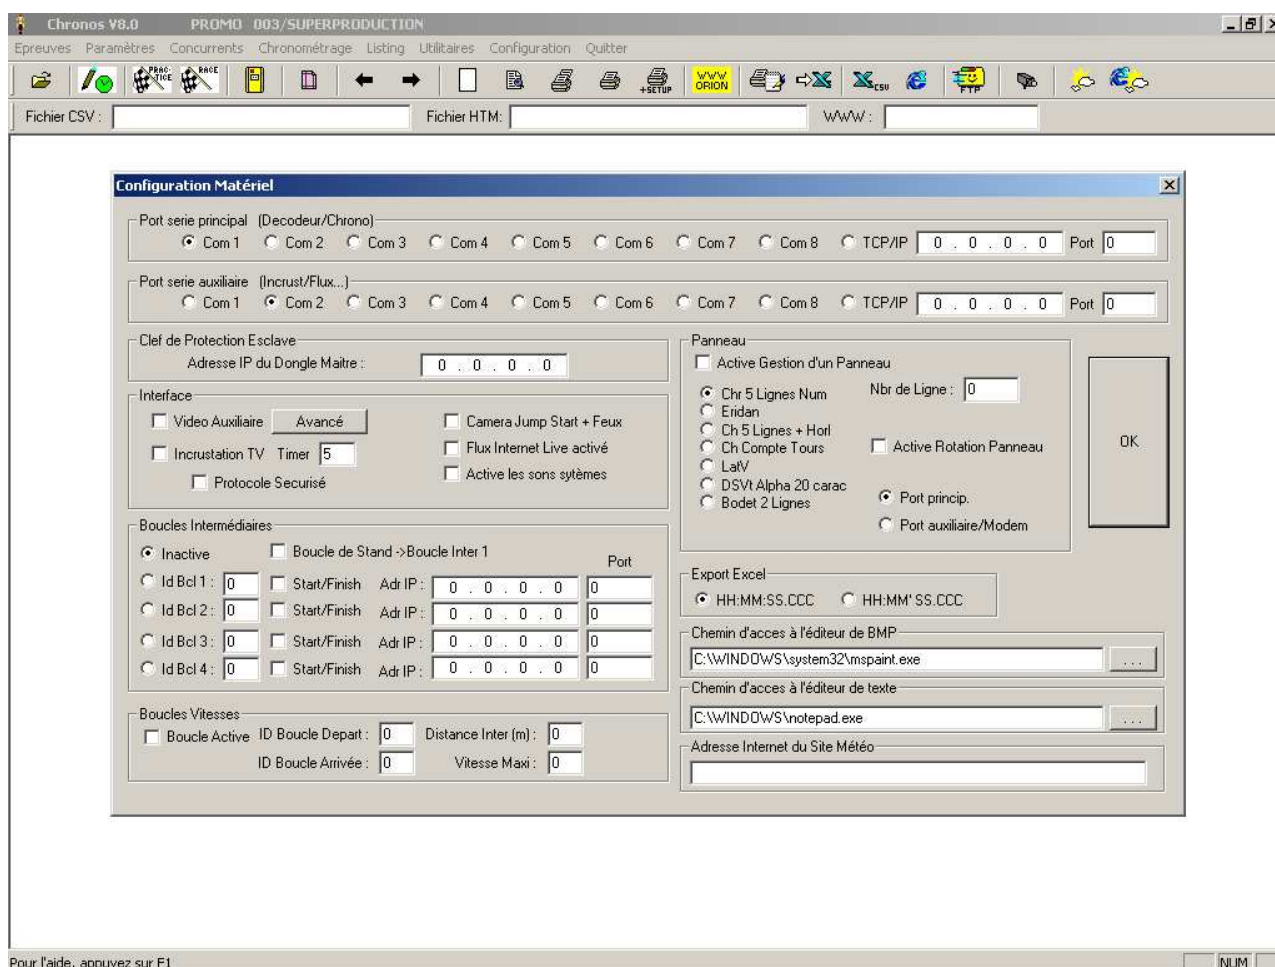 Chronos V8.0 PROMO 003/SUPERPRODUCTION
Epreuves Paramètres Concurrents Chronométrage Listing Utilitaires Configuration Quitter
PRAC-TICE RACE +SETUP WWW ORION CSV FTP
Fichier CSV : Fichier HTM: WWW :
Configuration Matériel
Port serie principal (Decodeur/Chrono)
Com 1 Com 2 Com 3 Com 4 Com 5 Com 6 Com 7 Com 8 TCP/IP 0 . 0 . 0 . 0 Port 0
Port serie auxiliaire (Incrust/Flux...)
Com 1 Com 2 Com 3 Com 4 Com 5 Com 6 Com 7 Com 8 TCP/IP 0 . 0 . 0 . 0 Port 0
Clef de Protection Esclave
Adresse IP du Dongle Maitre : 0 . 0 . 0 . 0
Interface
Video Auxiliaire Avancé Camera Jump Start + Feux
Incrustation TV Timer 5 Flux Internet Live activé
Protocole Securisé Active les sons sytèmes
Boucles Intermédiaires
Inactive Boucle de Stand ->Boucle Inter 1 Port
Id Bcl 1 : 0 Start/Finish Adr IP : 0 . 0 . 0 . 0 0
Id Bcl 2 : 0 Start/Finish Adr IP : 0 . 0 . 0 . 0 0
Id Bcl 3 : 0 Start/Finish Adr IP : 0 . 0 . 0 . 0 0
Id Bcl 4 : 0 Start/Finish Adr IP : 0 . 0 . 0 . 0 0
Boucles Vitesses
Boucle Active ID Boucle Depart : 0 Distance Inter (m) : 0
ID Boucle Arrivée : 0 Vitesse Maxi : 0
Panneau
Active Gestion d'un Panneau
Chr 5 Lignes Num Nbr de Ligne : 0
Eridan
Ch 5 Lignes + Horl
Ch Compte Tours Active Rotation Panneau
LatV
DSVt Alpha 20 carac
Bodet 2 Lignes Port princip.
Port auxiliaire/Modem
OK
Export Excel
HH:MM:SS.CCC HH:MM' SS.CCC
Chemin d'acces à l'éditeur de BMP
C:\WINDOWS\system32\mspaint.exe ...
Chemin d'acces à l'éditeur de texte
C:\WINDOWS\notepad.exe ...
Adresse Internet du Site Météo
Pour l'aide, appuyez sur F1 NUM